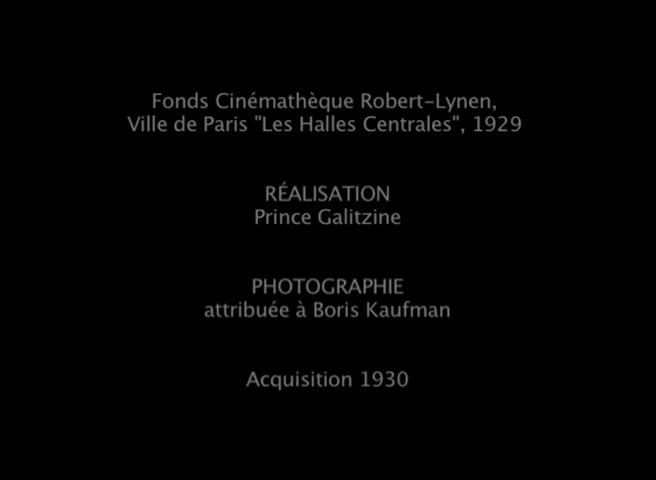 Fonds Cinémathèque Robert-Lynen,
Ville de Paris "Les Halles Centrales", 1929
RÉALISATION
Prince Galitzine
PHOTOGRAPHIE
attribuée à Boris Kaufman
Acquisition 1930